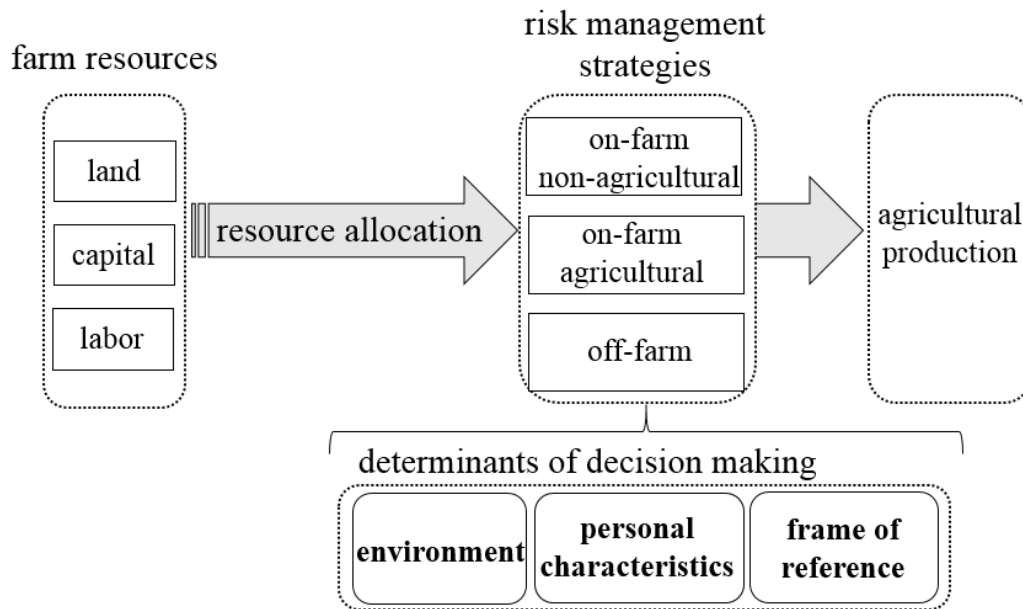 farm resources
land
capital
labor
resource allocation
risk management
strategies
on-farm
non-agricultural
on-farm
agricultural
off-farm
agricultural
production
determinants of decision making
environment
personal
characteristics
frame of
reference